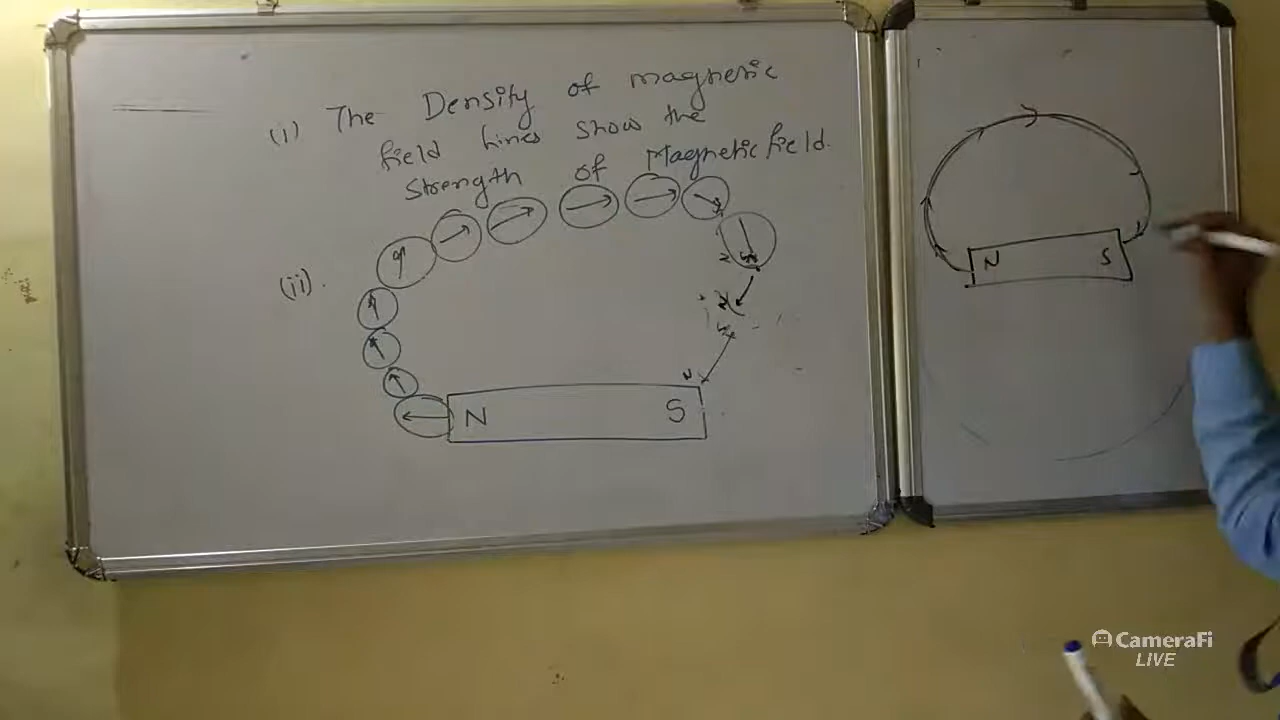 (i) The Density of magnetic
field lines show the
strength of Magnetic field.
(ii).
N S
N
N S
CameraFi
LIVE